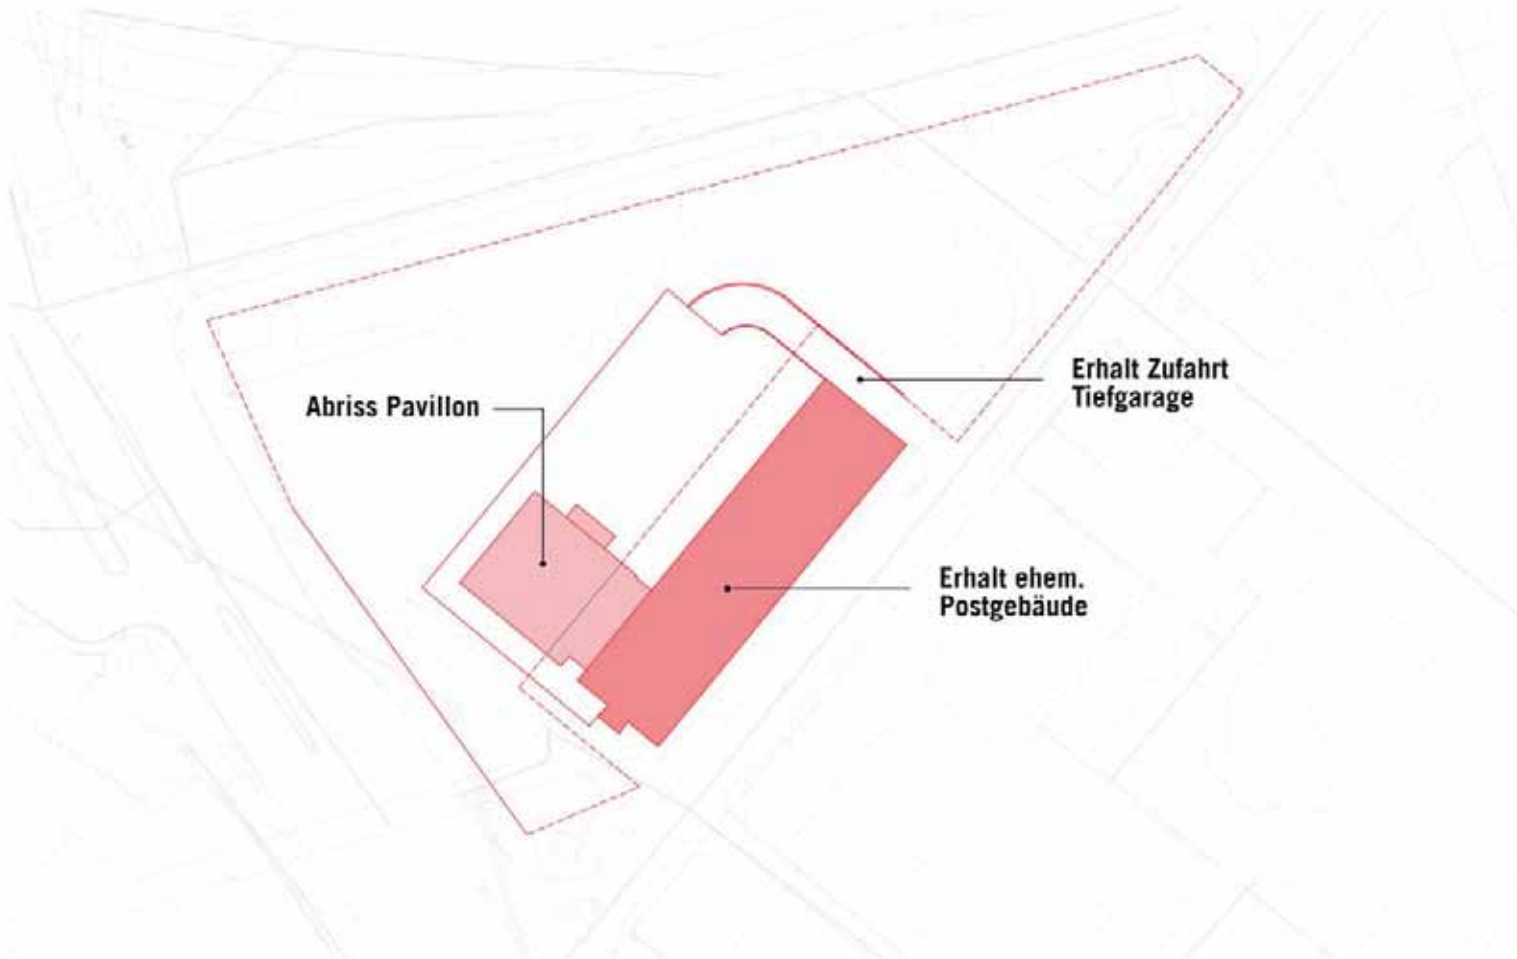 Erhalt Zufahrt
Tiefgarage
Abriss Pavillon
Erhalt ehem.
Postgebäude